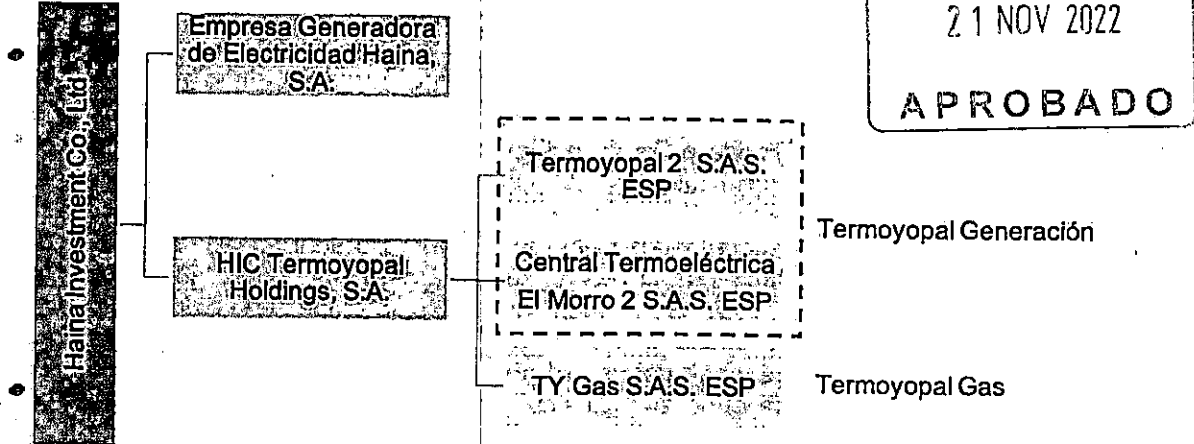 21 NOV 2022
APROBADO
Haina Investment Co., Ltd
Empresa Generadora
de Electricidad Haina,
S.A.
HIC Termoyopal
Holdings, S.A.
Termoyopal 2 S.A.S.
ESP
Central Termoeléctrica
El Morro 2 S.A.S. ESP
Termoyopal Generación
TY Gas S.A.S. ESP
Termoyopal Gas